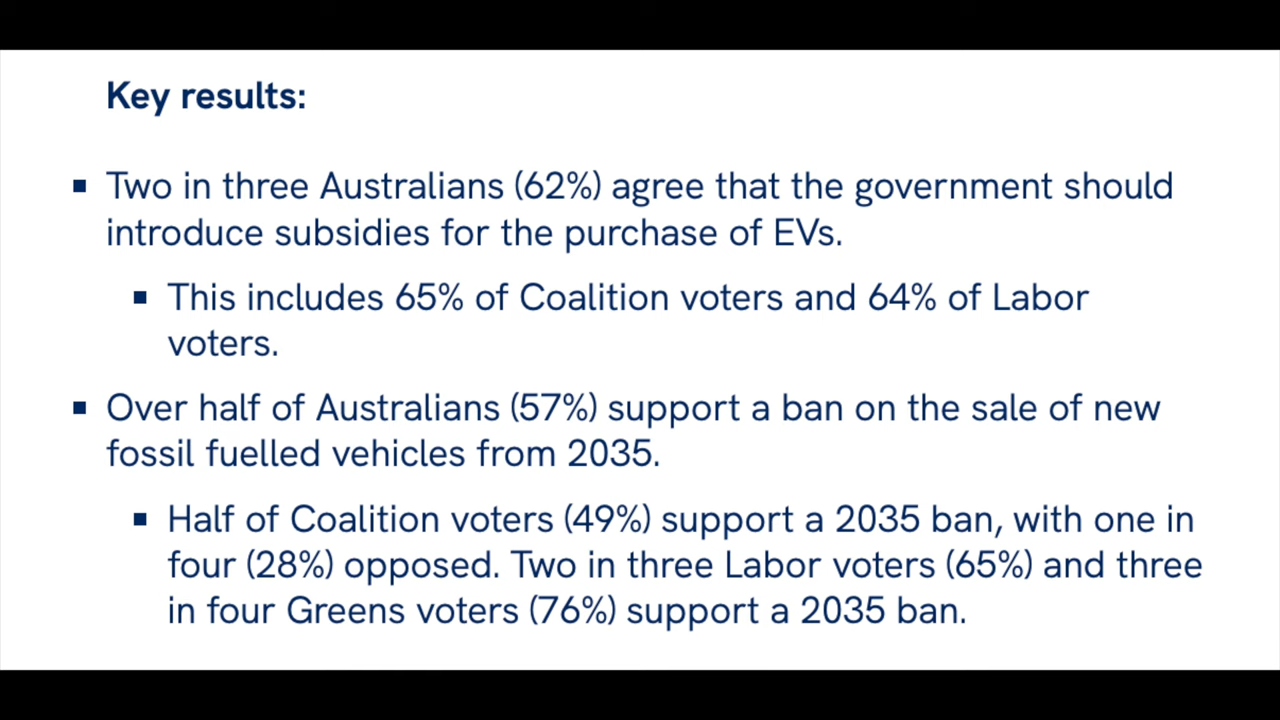 Key results:
▪ Two in three Australians (62%) agree that the government should
introduce subsidies for the purchase of EVs.
▪ This includes 65% of Coalition voters and 64% of Labor
voters.
▪ Over half of Australians (57%) support a ban on the sale of new
fossil fuelled vehicles from 2035.
▪ Half of Coalition voters (49%) support a 2035 ban, with one in
four (28%) opposed. Two in three Labor voters (65%) and three
in four Greens voters (76%) support a 2035 ban.